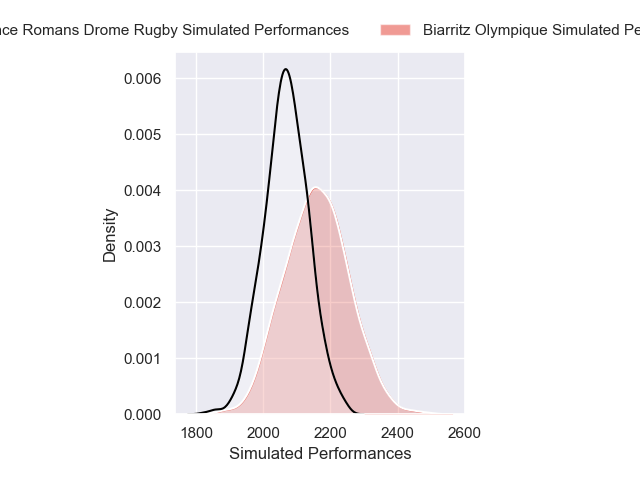 nce Romans Drome Rugby Simulated Performances
Biarritz Olympique Simulated Pe
0.006
0.005
0.004
0.003
0.002
0.001
0.000
Density
1800 2000 2200 2400 2600
Simulated Performances